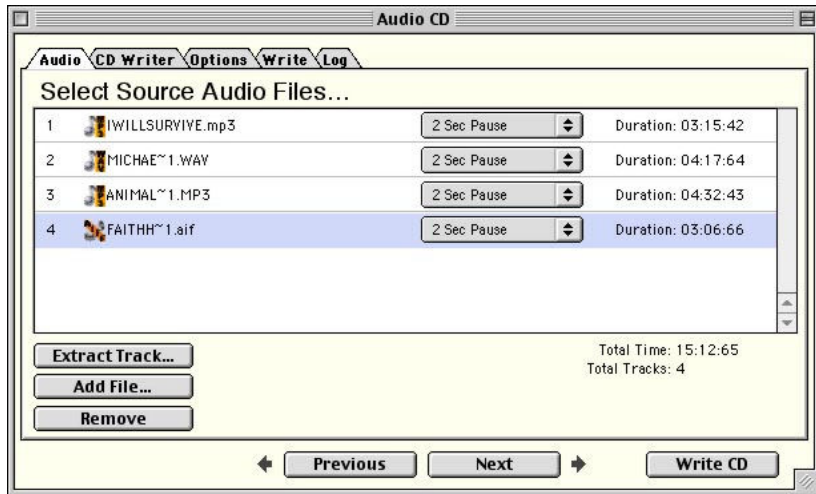 Audio CD
Audio CD Writer Options Write Log
Select Source Audio Files...
1 IWILLSURVIVE.mp3 2 Sec Pause Duration: 03:15:42
2 MICHAE~1.WAV 2 Sec Pause Duration: 04:17:64
3 ANIMAL~1.MP3 2 Sec Pause Duration: 04:32:43
4 FAITHH~1.aif 2 Sec Pause Duration: 03:06:66
Extract Track...
Total Time: 15:12:65
Total Tracks: 4
Add File...
Remove
Previous Next Write CD